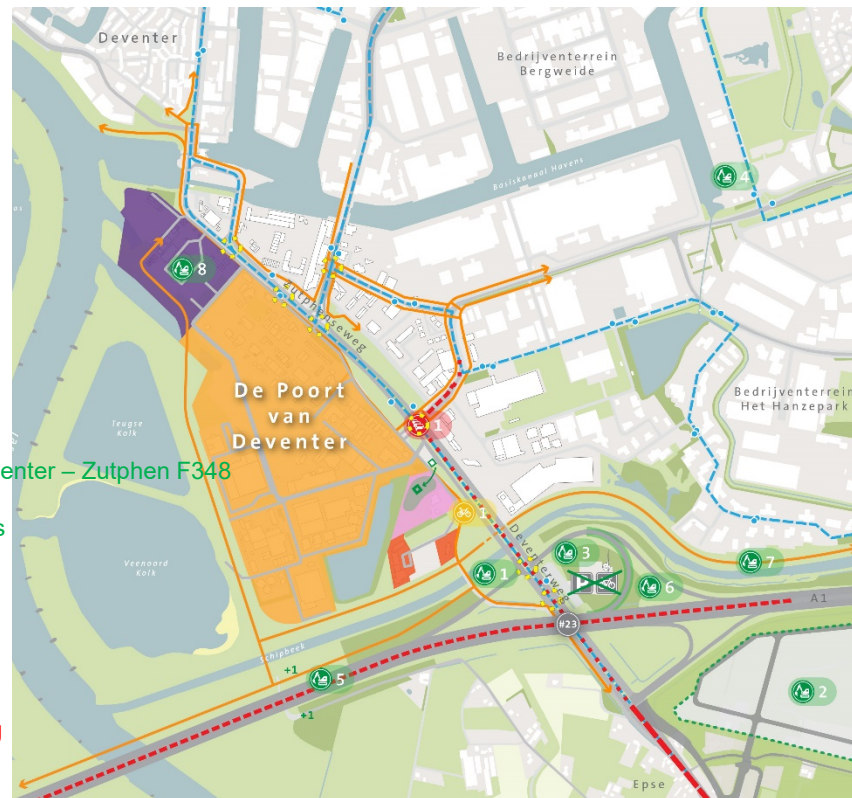 Deventer
Bedrijventerrein
Bergweide
Basiskanaal Havens
4
8
Zutphenseweg
De Poort
van
Deventer
Bedrijventerrein
Het Hanzepark
Teugse
Kolk
1
enter – Zutphen F348
1
s
Deventerweg
3
7
Veenoord
Kolk
1
P
6
A1
#23
Schipbeek
+1
5
2
+1
g
Epse